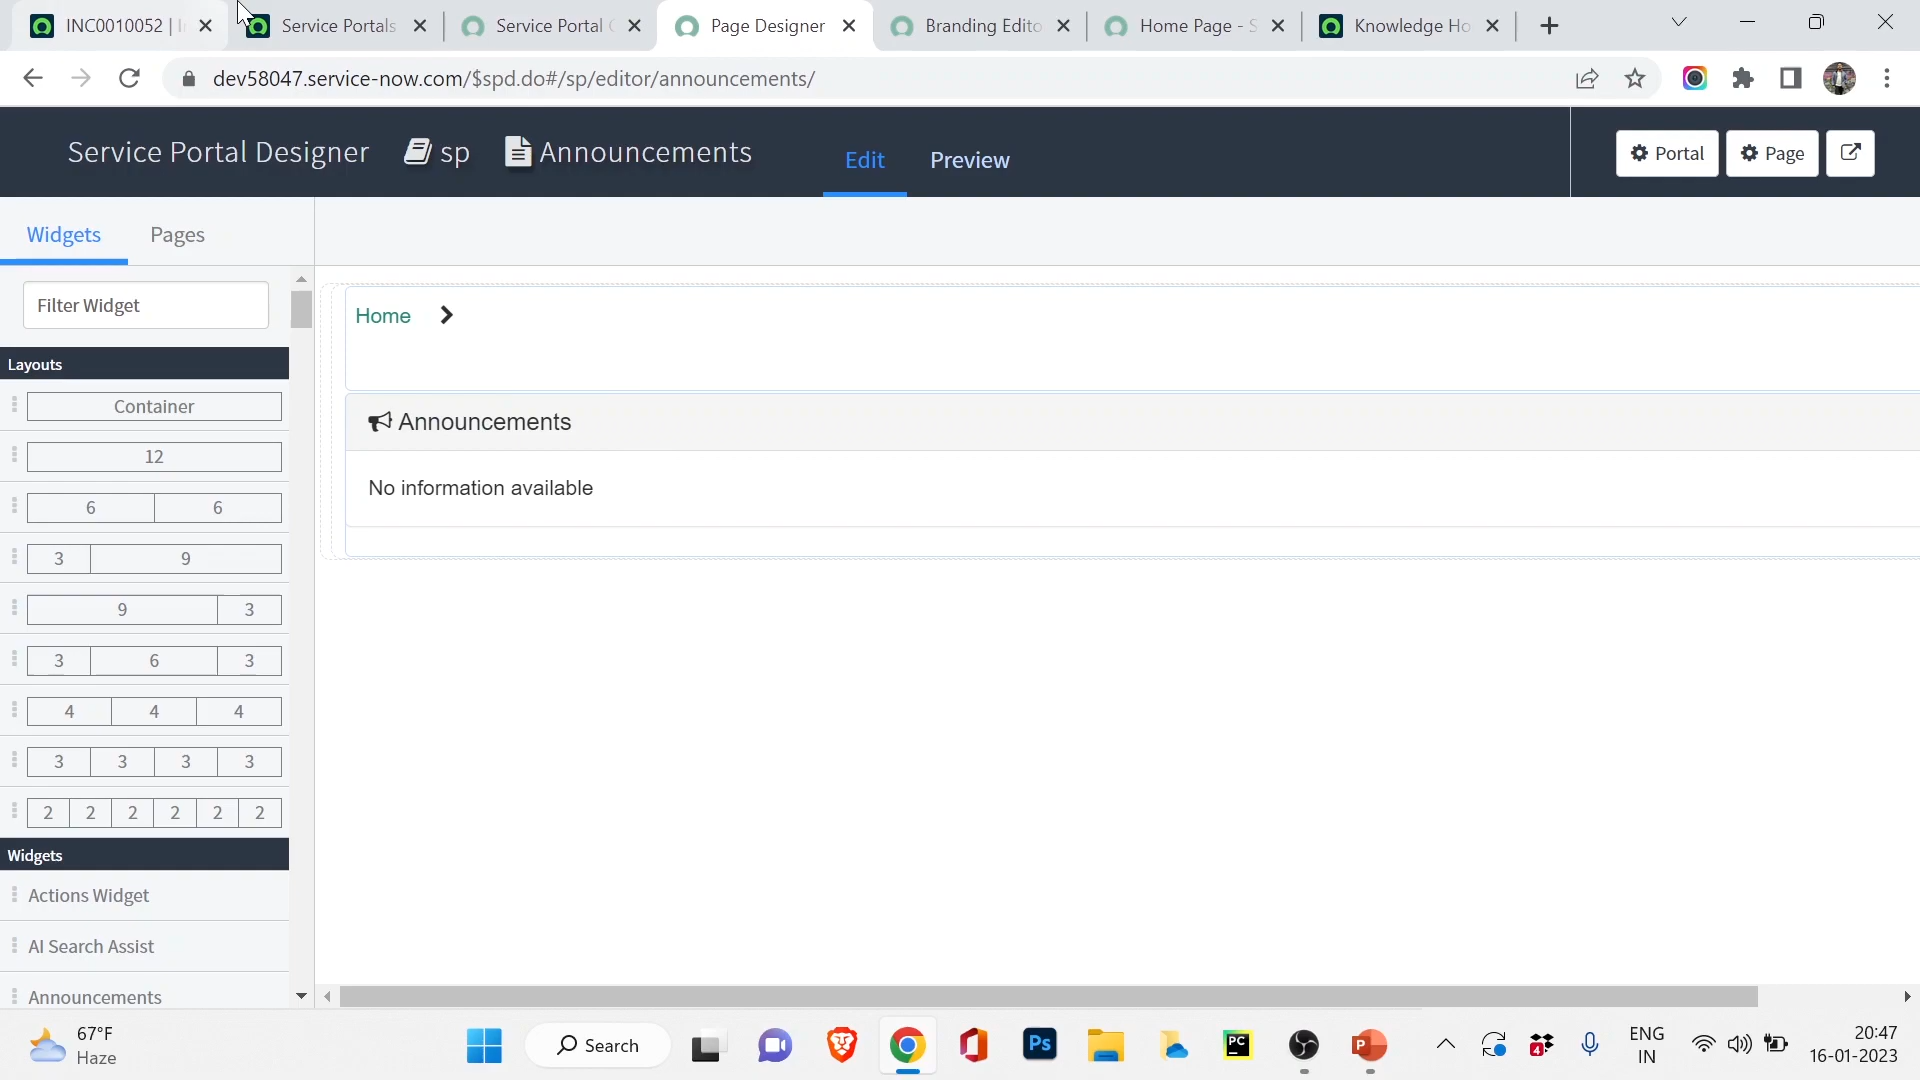 INC0010052 | I
Service Portals
Service Portal C
Page Designer
Branding Edito
Home Page - S
Knowledge Ho
dev58047.service-now.com/$spd.do#/sp/editor/announcements/
Service Portal Designer
sp
Announcements
Edit
Preview
Portal
Page
Widgets
Pages
Filter Widget
Home
Layouts
Announcements
Container
12
No information available
6 6
3 9
9 3
3 6 3
4 4 4
3 3 3 3
2 2 2 2 2 2
Widgets
Actions Widget
AI Search Assist
Announcements
67°F
Haze
Search
Ps
PC
P
4
ENG
IN
20:47
16-01-2023